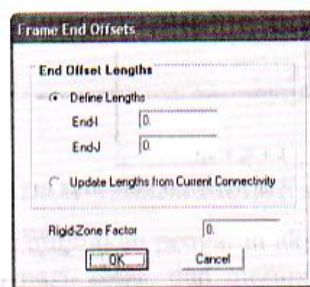 Frame End Offsets
End Offset Lengths
Define Lengths
End-I 0.
End-J 0.
Update Lengths from Current Connectivity
Rigid-Zone Factor 0.
OK Cancel